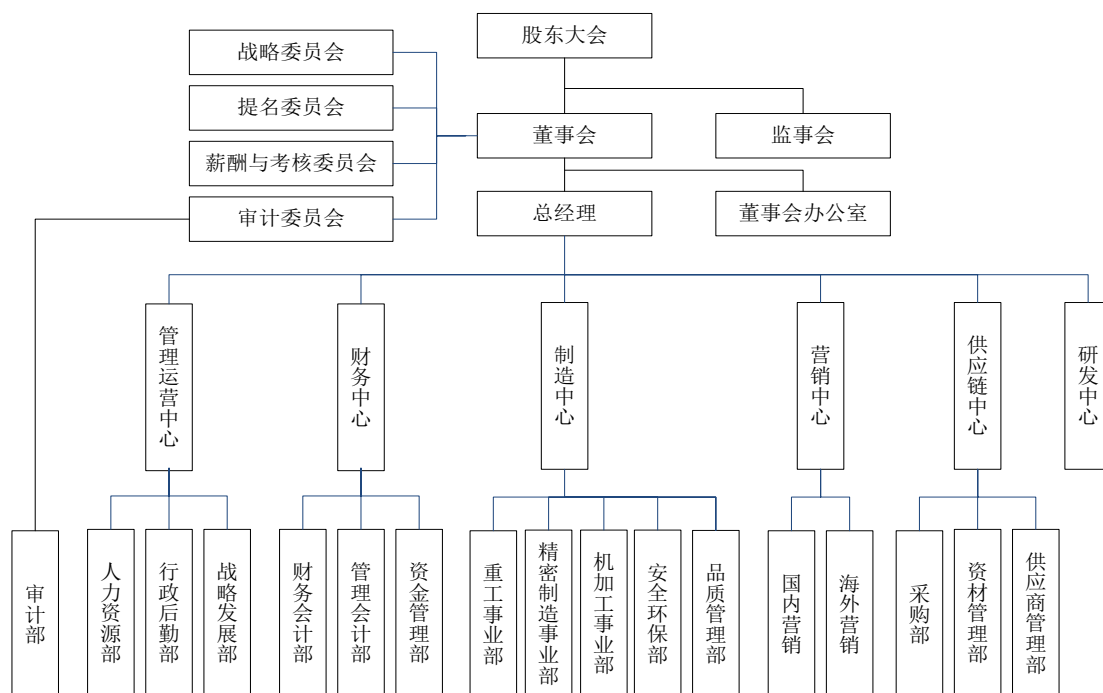 股东大会
战略委员会
提名委员会
董事会
监事会
薪酬与考核委员会
审计委员会
总经理
董事会办公室
管理运营中心
财务中心
制造中心
营销中心
供应链中心
研发中心
审计部
人力资源部
行政后勤部
战略发展部
财务会计部
管理会计部
资金管理部
重工事业部
精密制造事业部
机加工事业部
安全环保部
品质管理部
国内营销
海外营销
采购部
资材管理部
供应商管理部